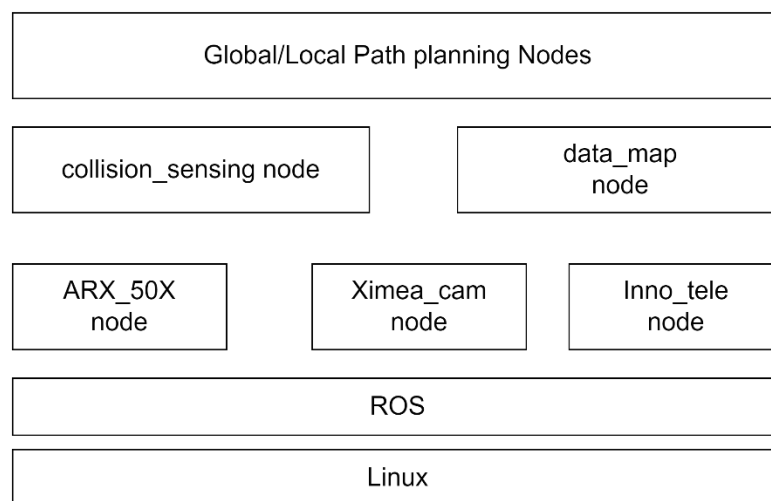 Global/Local Path planning Nodes
collision_sensing node
data_map
node
ARX_50X
node
Ximea_cam
node
Inno_tele
node
ROS
Linux